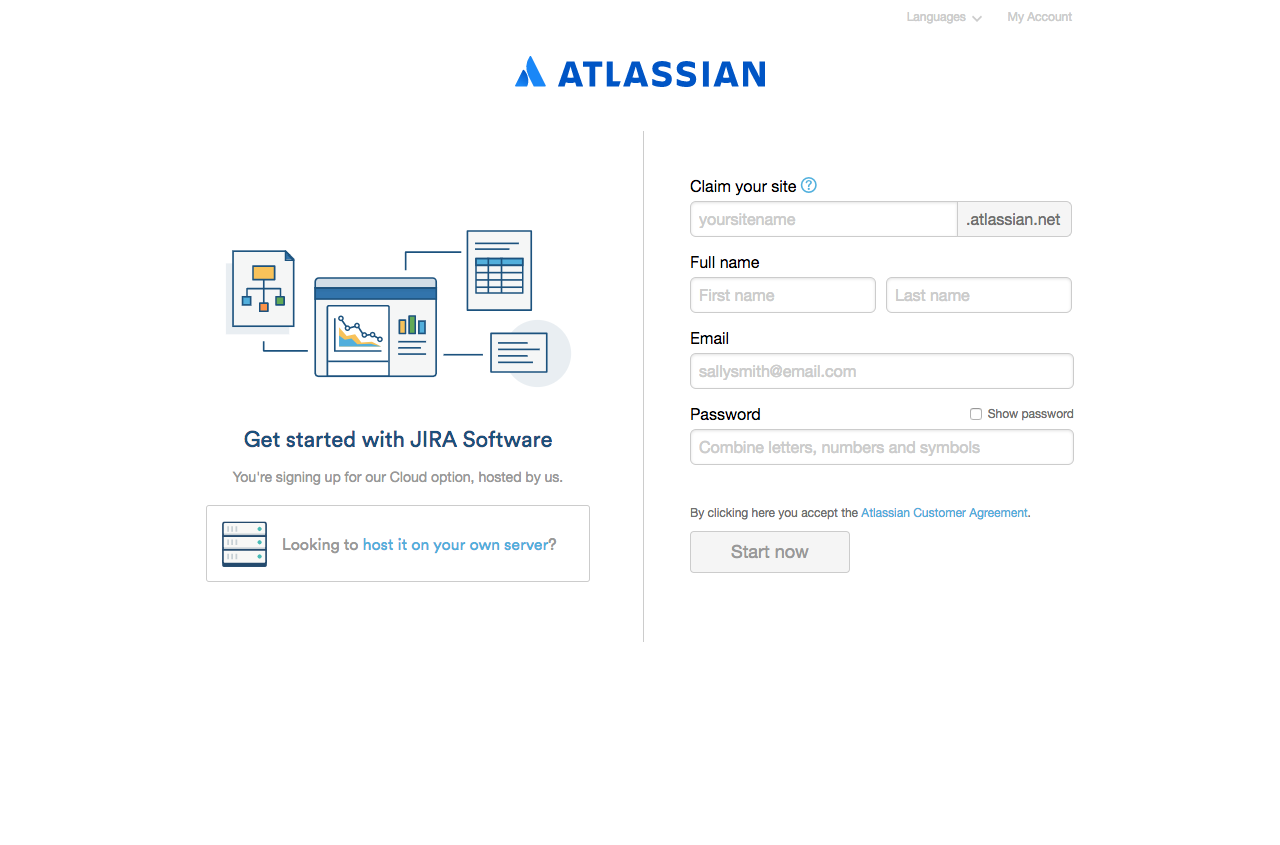 Languages My Account
ATLASSIAN
Get started with JIRA Software
You're signing up for our Cloud option, hosted by us.
Looking to host it on your own server?
Claim your site ?
yoursitename .atlassian.net
Full name
First name Last name
Email
sallysmith@email.com
Password Show password
Combine letters, numbers and symbols
By clicking here you accept the Atlassian Customer Agreement.
Start now